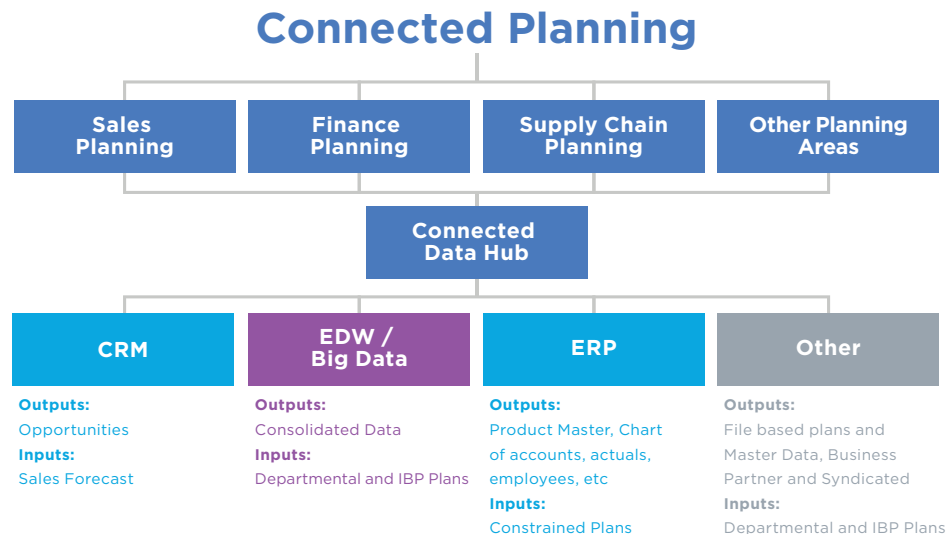 Connected Planning
Sales
Planning
Finance
Planning
Supply Chain
Planning
Other Planning
Areas
Connected
Data Hub
CRM
Outputs:
Opportunities
Inputs:
Sales Forecast
EDW /
Big Data
Outputs:
Consolidated Data
Inputs:
Departmental and IBP Plans
ERP
Outputs:
Product Master, Chart
of accounts, actuals,
employees, etc
Inputs:
Constrained Plans
Other
Outputs:
File based plans and
Master Data, Business
Partner and Syndicated
Inputs:
Departmental and IBP Plans